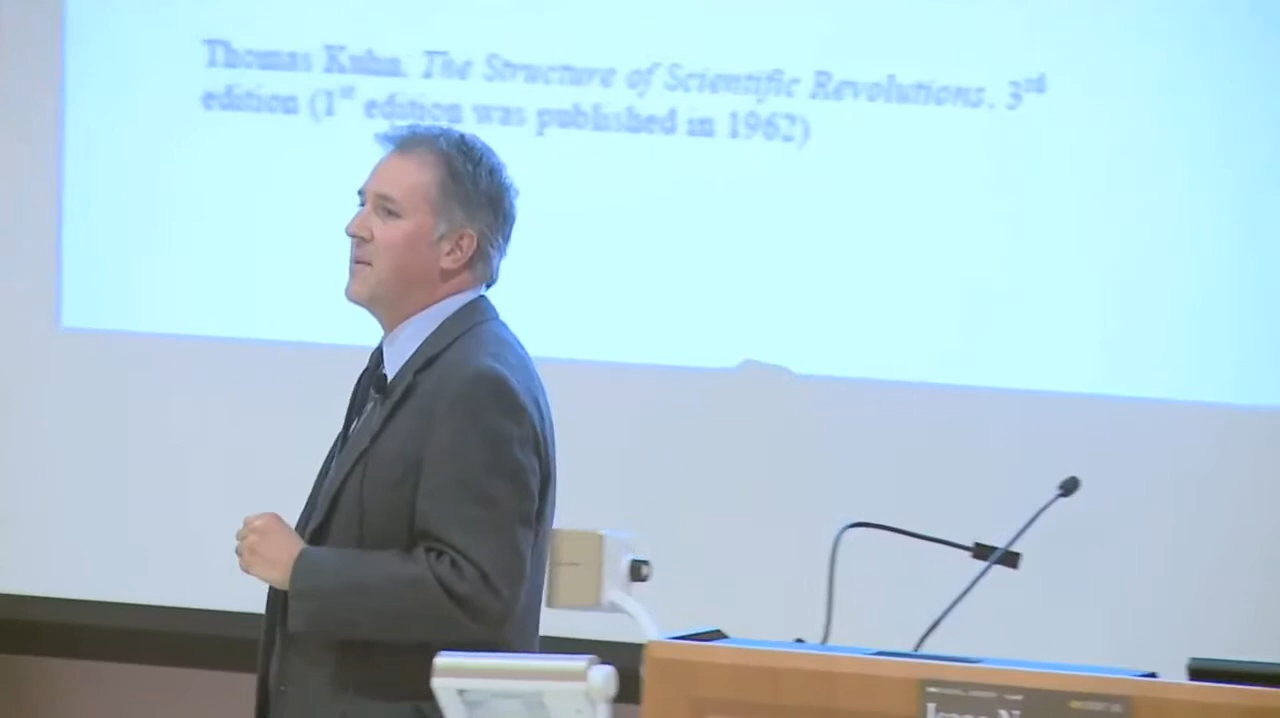 Thomas Kuhn. The Structure of Scientific Revolutions. 3rd
edition (1st edition was published in 1962)